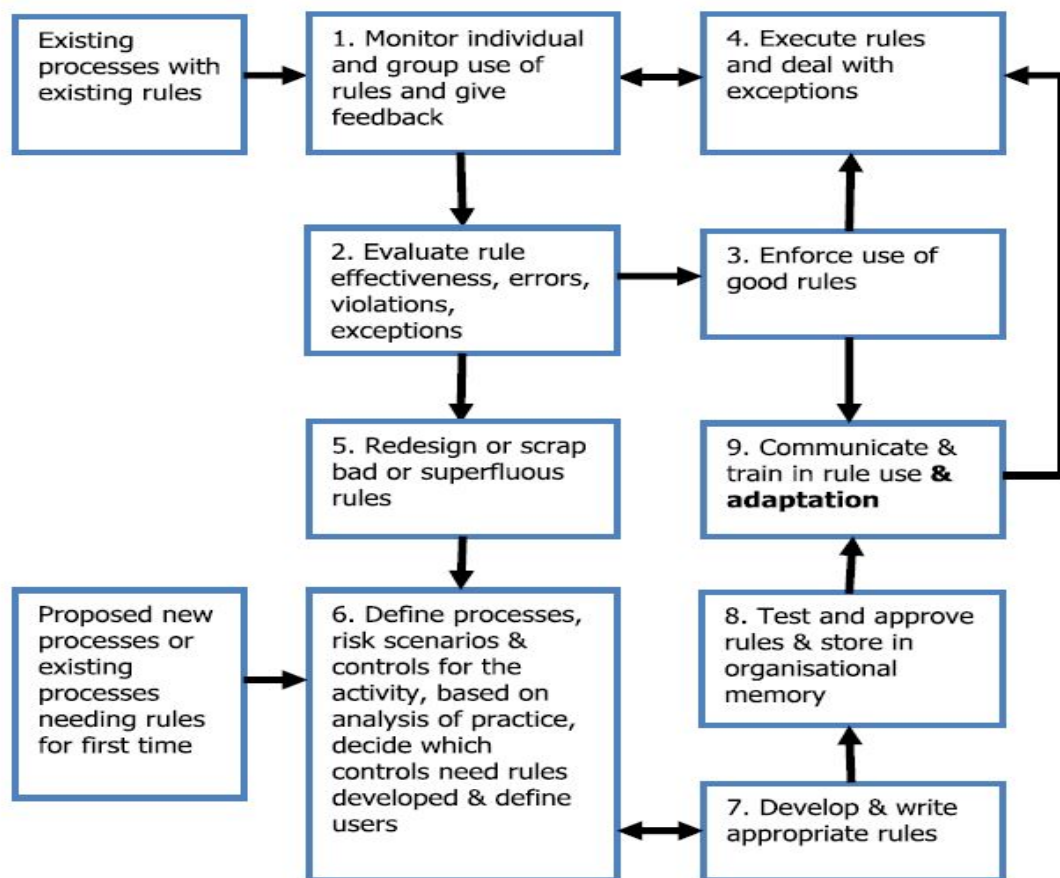 Existing
processes with
existing rules
1. Monitor individual
and group use of
rules and give
feedback
4. Execute rules
and deal with
exceptions
2. Evaluate rule
effectiveness, errors,
violations,
exceptions
3. Enforce use of
good rules
5. Redesign or scrap
bad or superfluous
rules
9. Communicate &
train in rule use &
adaptation
Proposed new
processes or
existing
processes
needing rules
for first time
6. Define processes,
risk scenarios &
controls for the
activity, based on
analysis of practice,
decide which
controls need rules
developed & define
users
8. Test and approve
rules & store in
organisational
memory
7. Develop & write
appropriate rules